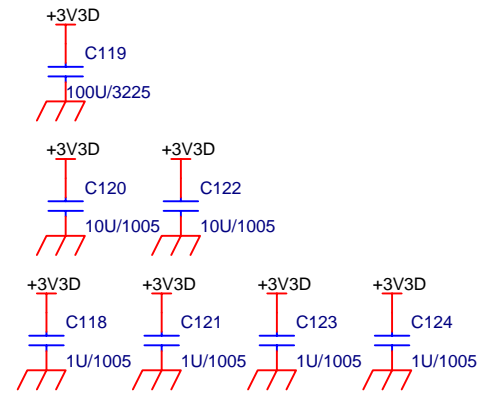 +3V3D
C119
100U/3225
+3V3D +3V3D
C120 C122
10U/1005 10U/1005
+3V3D +3V3D +3V3D +3V3D
C118 C121 C123 C124
1U/1005 1U/1005 1U/1005 1U/1005